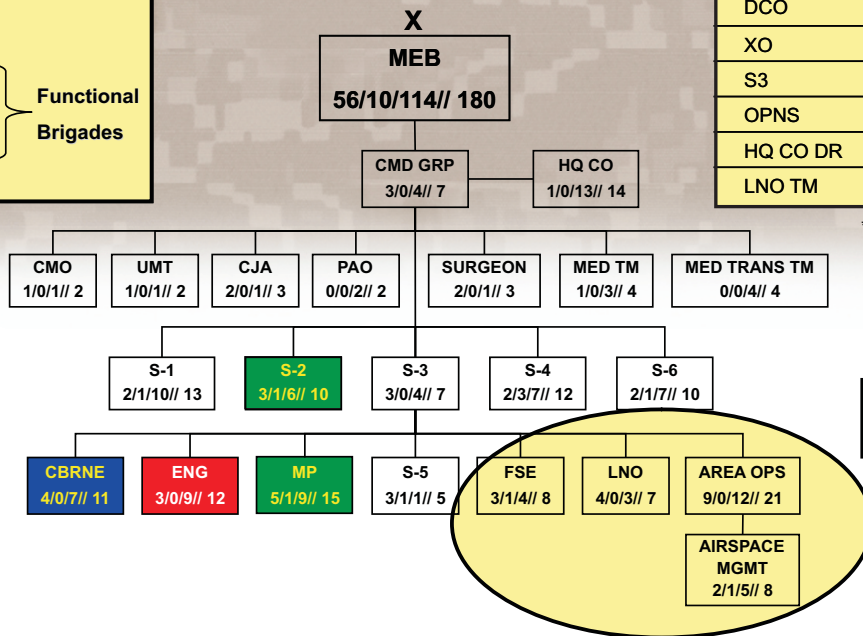 Functional
Brigades
X
MEB
56/10/114// 180
DCO
XO
S3
OPNS
HQ CO DR
LNO TM
CMD GRP
3/0/4// 7
HQ CO
1/0/13// 14
CMO
1/0/1// 2
UMT
1/0/1// 2
CJA
2/0/1// 3
PAO
0/0/2// 2
SURGEON
2/0/1// 3
MED TM
1/0/3// 4
MED TRANS TM
0/0/4// 4
S-1
2/1/10// 13
S-2
3/1/6// 10
S-3
3/0/4// 7
S-4
2/3/7// 12
S-6
2/1/7// 10
CBRNE
4/0/7// 11
ENG
3/0/9// 12
MP
5/1/9// 15
S-5
3/1/1// 5
FSE
3/1/4// 8
LNO
4/0/3// 7
AREA OPS
9/0/12// 21
AIRSPACE
MGMT
2/1/5// 8